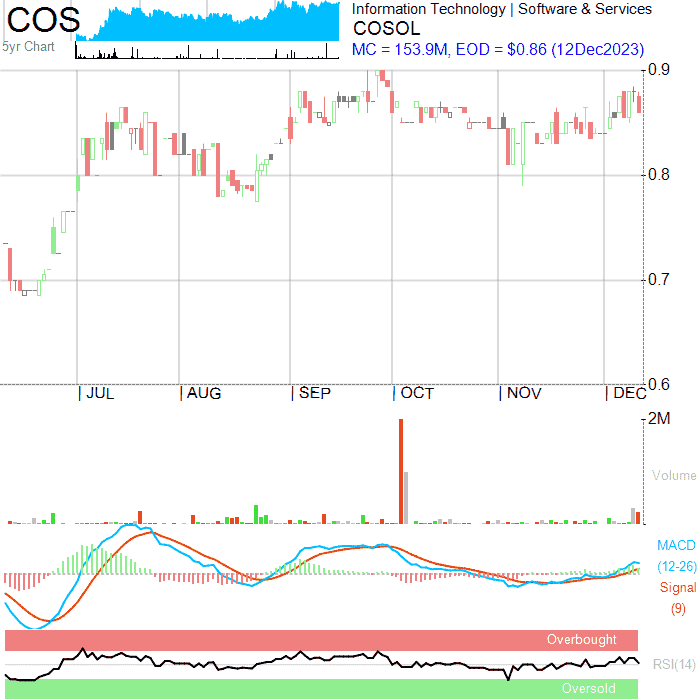 COS
5yr Chart
Information Technology | Software & Services
COSOL
MC = 153.9M, EOD = $0.86 (12Dec2023)
0.9
0.8
0.7
0.6
| JUL | AUG | SEP | OCT | NOV | DEC
2M
Volume
MACD
(12-26)
Signal
(9)
Overbought
RSI(14)
Oversold